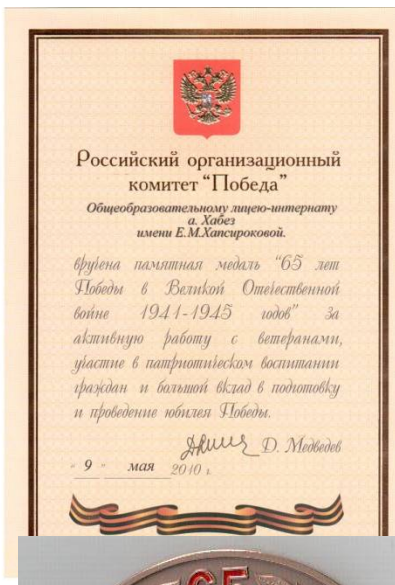 Российский организационный
комитет "Победа"
Общеобразовательному лицею-интернату
а. Хабез
имени Е.М.Хапсироковой.
вручена памятная медаль "65 лет
Победы в Великой Отечественной
войне 1941-1945 годов" за
активную работу с ветеранами,
участие в патриотическом воспитании
граждан и большой вклад в подготовку
и проведение юбилея Победы.
Д. Медведев
" 9 " мая 2010 г.
65